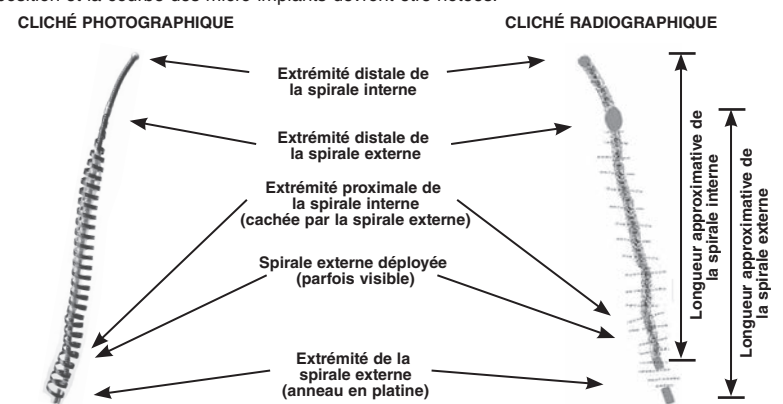 position et la courbe des micro-implants devront être notées.
CLICHÉ PHOTOGRAPHIQUE
CLICHÉ RADIOGRAPHIQUE
Extrémité distale de
la spirale interne
Extrémité distale de
la spirale externe
Extrémité proximale de
la spirale interne
(cachée par la spirale externe)
Spirale externe déployée
(parfois visible)
Extrémité de la
spirale externe
(anneau en platine)
Longueur approximative de
la spirale interne
Longueur approximative de
la spirale externe